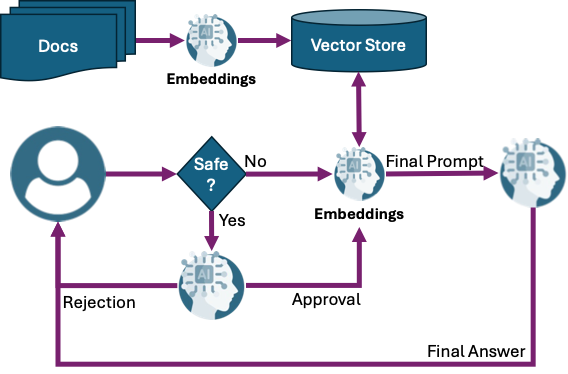 Docs
AI
Embeddings
Vector Store
Safe
?
No
Yes
AI
Embeddings
Final Prompt
AI
AI
Rejection
Approval
Final Answer